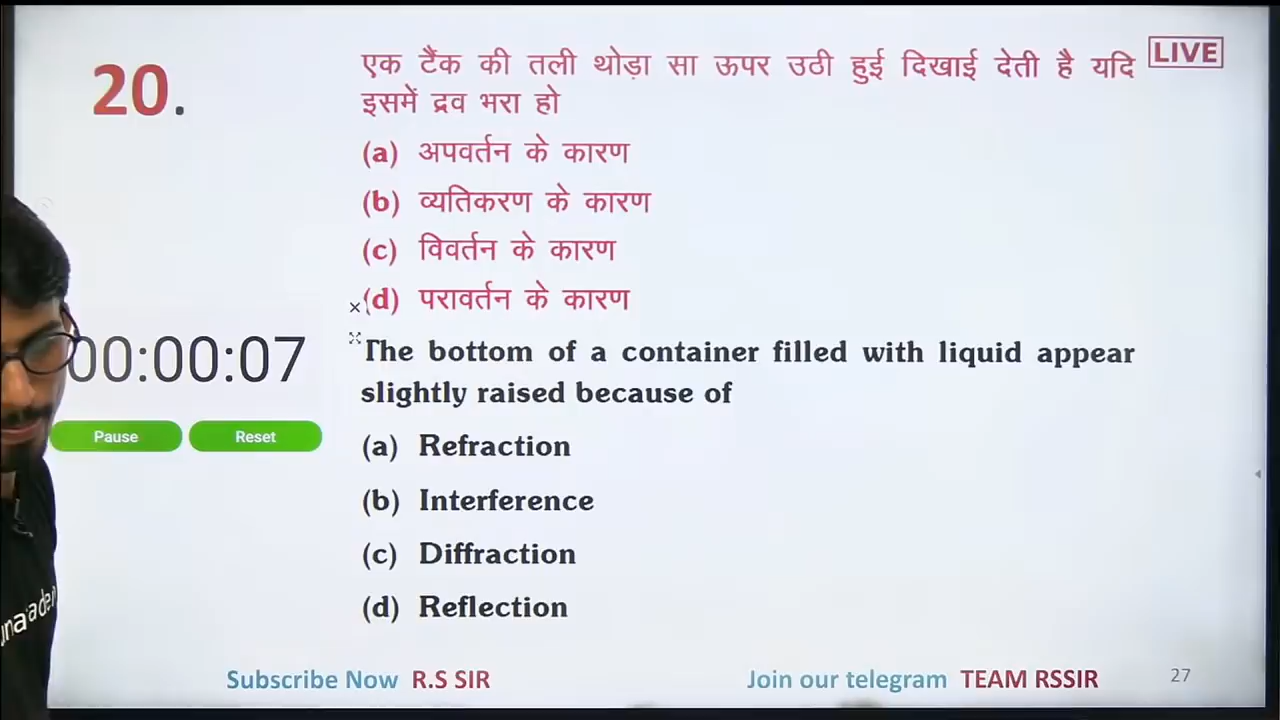 20.
LIVE
एक टैंक की तली थोड़ा सा ऊपर उठी हुई दिखाई देती है यदि
इसमें द्रव भरा हो
(a) अपवर्तन के कारण
(b) व्यतिकरण के कारण
(c) विवर्तन के कारण
(d) परावर्तन के कारण
00:00:07
Pause Reset
The bottom of a container filled with liquid appear
slightly raised because of
(a) Refraction
(b) Interference
(c) Diffraction
(d) Reflection
Subscribe Now R.S SIR
Join our telegram TEAM RSSIR
27